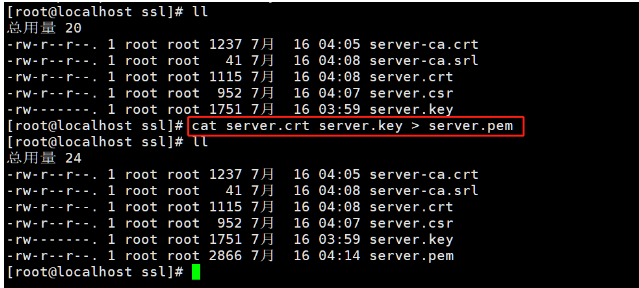 [root@localhost ssl]# ll
总用量 20
-rw-r--r--. 1 root root 1237 7月  16 04:05 server-ca.crt
-rw-r--r--. 1 root root   41 7月  16 04:08 server-ca.srl
-rw-r--r--. 1 root root 1115 7月  16 04:08 server.crt
-rw-r--r--. 1 root root  952 7月  16 04:07 server.csr
-rw-------. 1 root root 1751 7月  16 03:59 server.key
[root@localhost ssl]# cat server.crt server.key > server.pem
[root@localhost ssl]# ll
总用量 24
-rw-r--r--. 1 root root 1237 7月  16 04:05 server-ca.crt
-rw-r--r--. 1 root root   41 7月  16 04:08 server-ca.srl
-rw-r--r--. 1 root root 1115 7月  16 04:08 server.crt
-rw-r--r--. 1 root root  952 7月  16 04:07 server.csr
-rw-------. 1 root root 1751 7月  16 03:59 server.key
-rw-r--r--. 1 root root 2866 7月  16 04:14 server.pem
[root@localhost ssl]#